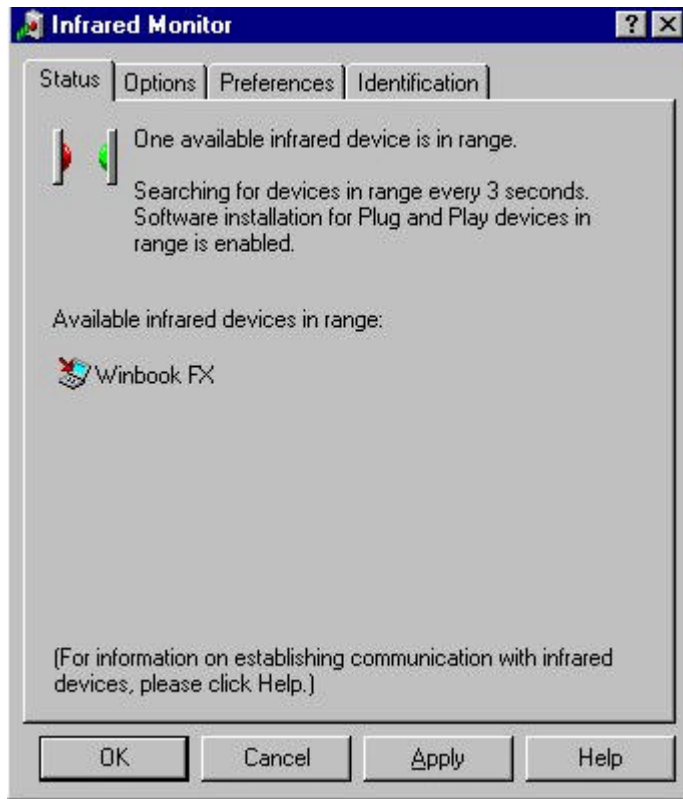 Infrared Monitor
Status Options Preferences Identification
One available infrared device is in range.
Searching for devices in range every 3 seconds.
Software installation for Plug and Play devices in
range is enabled.
Available infrared devices in range:
Winbook FX
(For information on establishing communication with infrared
devices, please click Help.)
OK Cancel Apply Help